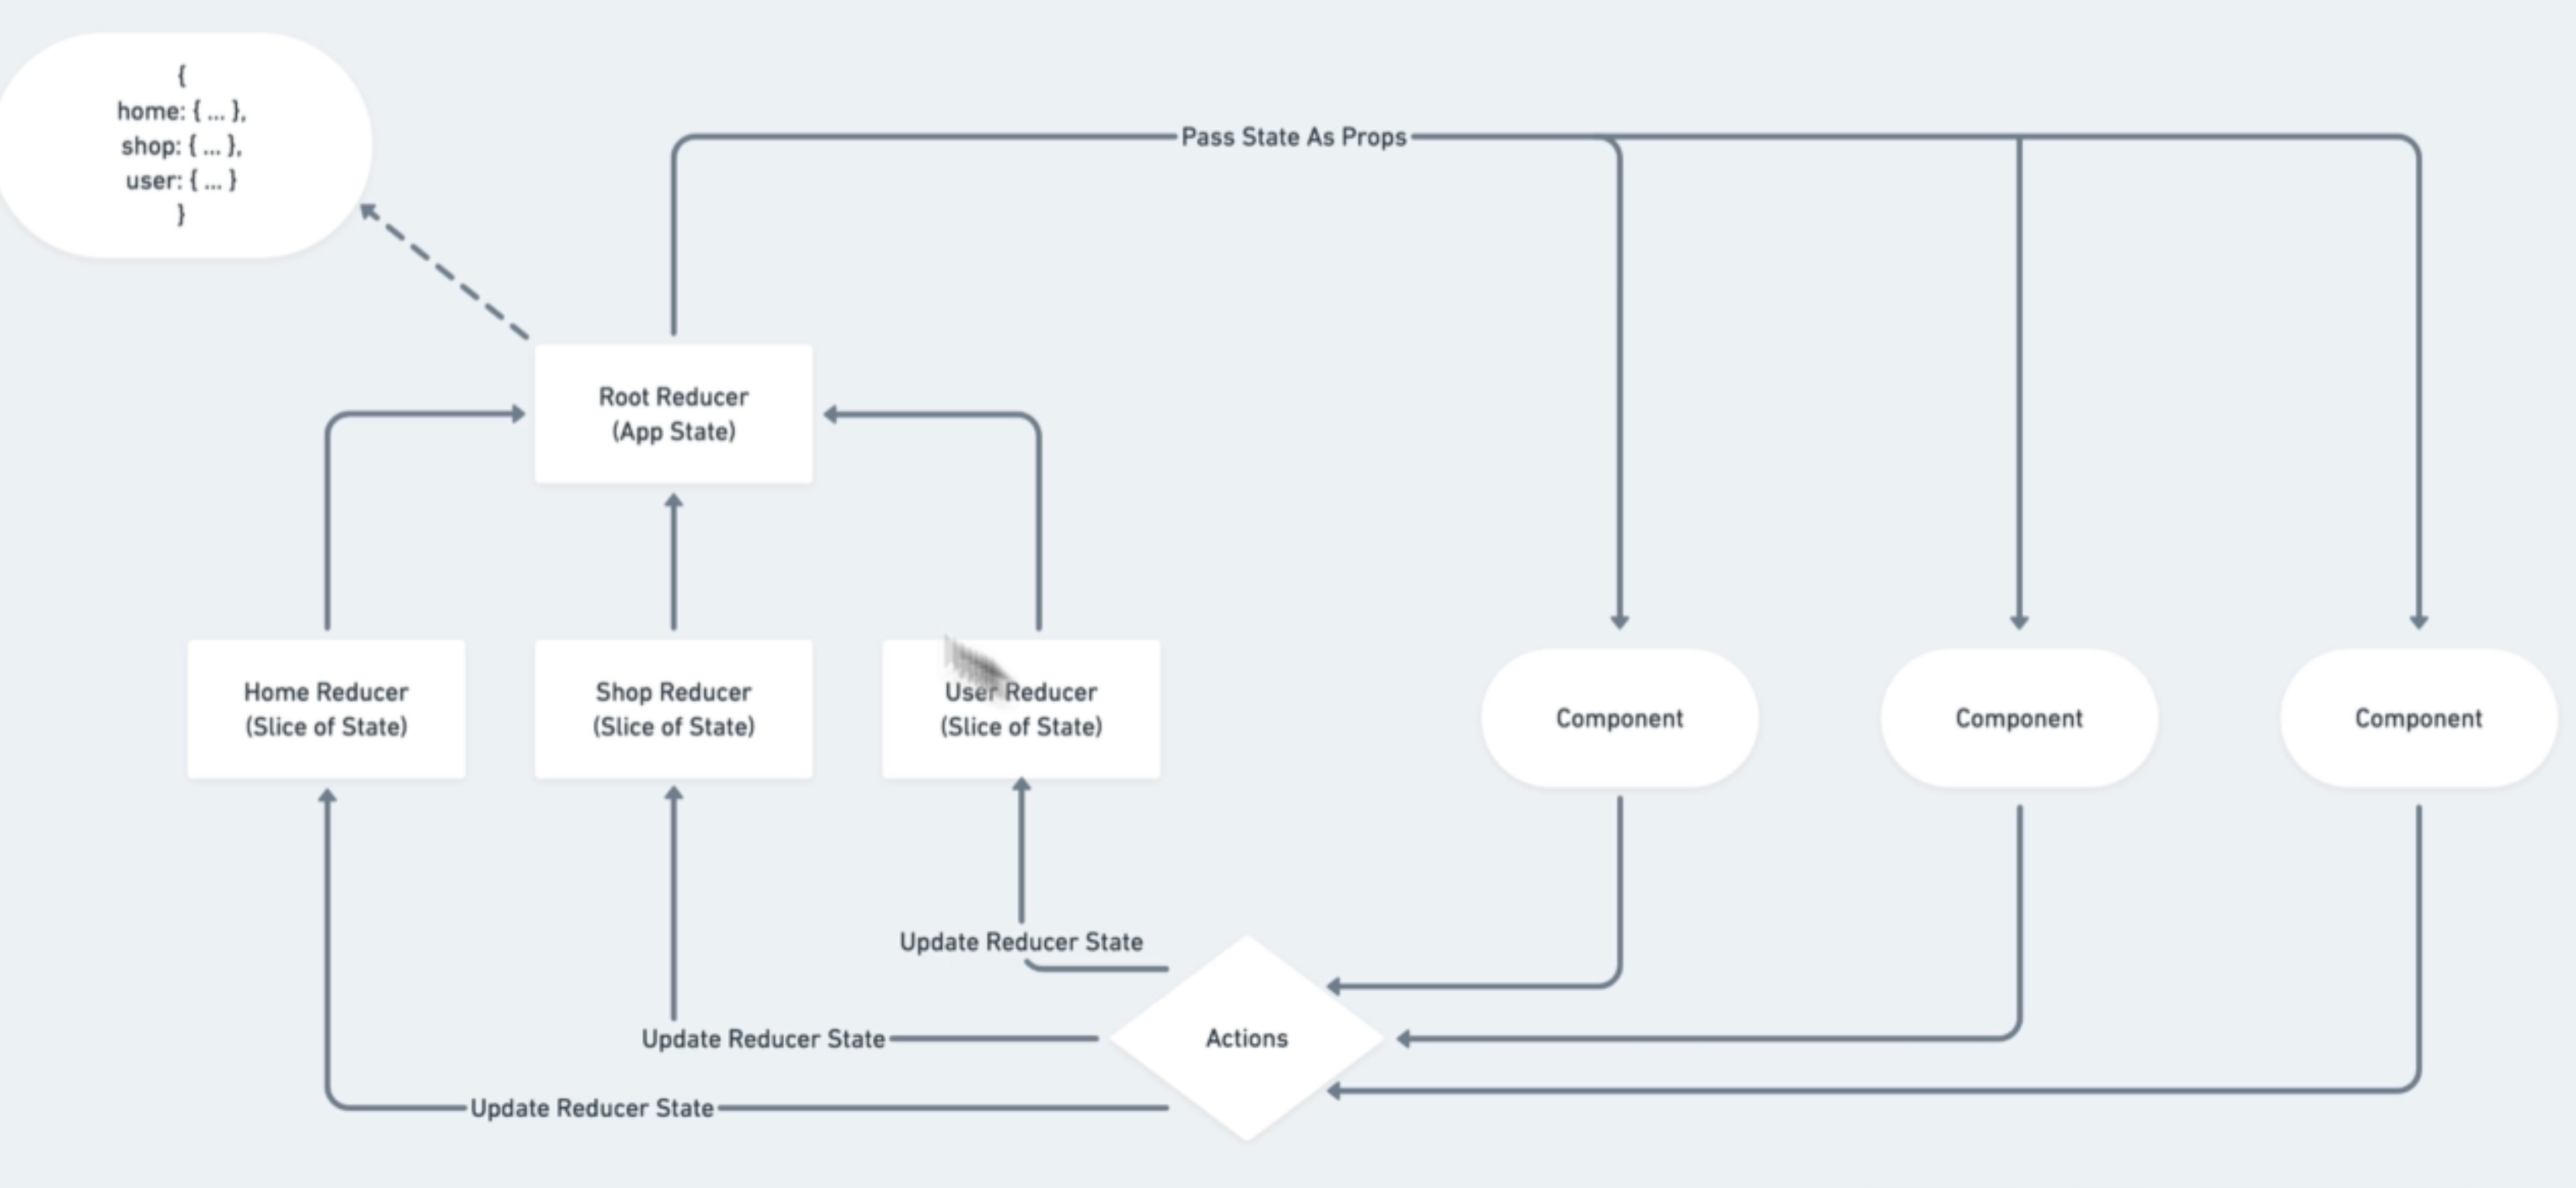 {
home: { ... },
shop: { ... },
user: { ... }
}
Pass State As Props
Root Reducer
(App State)
Home Reducer
(Slice of State)
Shop Reducer
(Slice of State)
User Reducer
(Slice of State)
Component
Component
Component
Update Reducer State
Update Reducer State
Actions
Update Reducer State